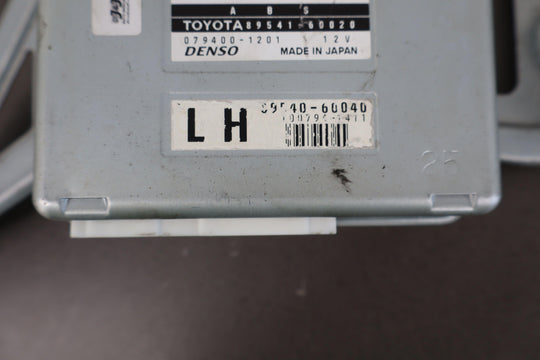 A B S
TOYOTA 89541-60020
079400-1201 12V
DENSO MADE IN JAPAN
LH 89540-60040
25